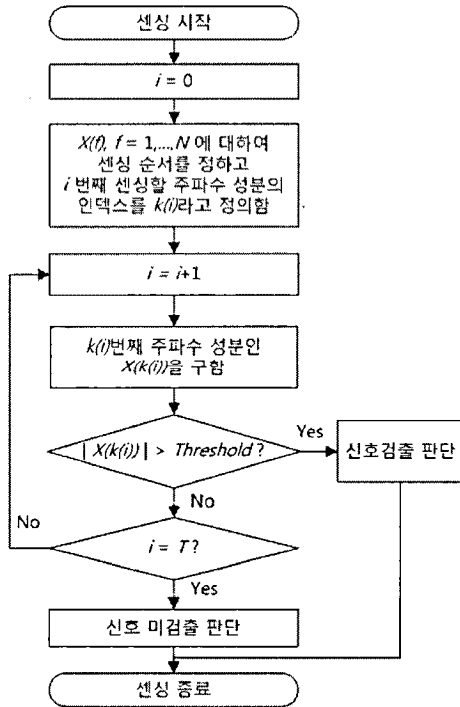 센싱 시작
i = 0
X(f), f = 1,...,N 에 대하여
센싱 순서를 정하고
i 번째 센싱할 주파수 성분의
인덱스를 k(i)라고 정의함
i = i+1
k(i)번째 주파수 성분인
X(k(i))을 구함
| X(k(i)) | > Threshold ?
Yes
신호검출 판단
No
No
i = T ?
Yes
신호 미검출 판단
센싱 종료